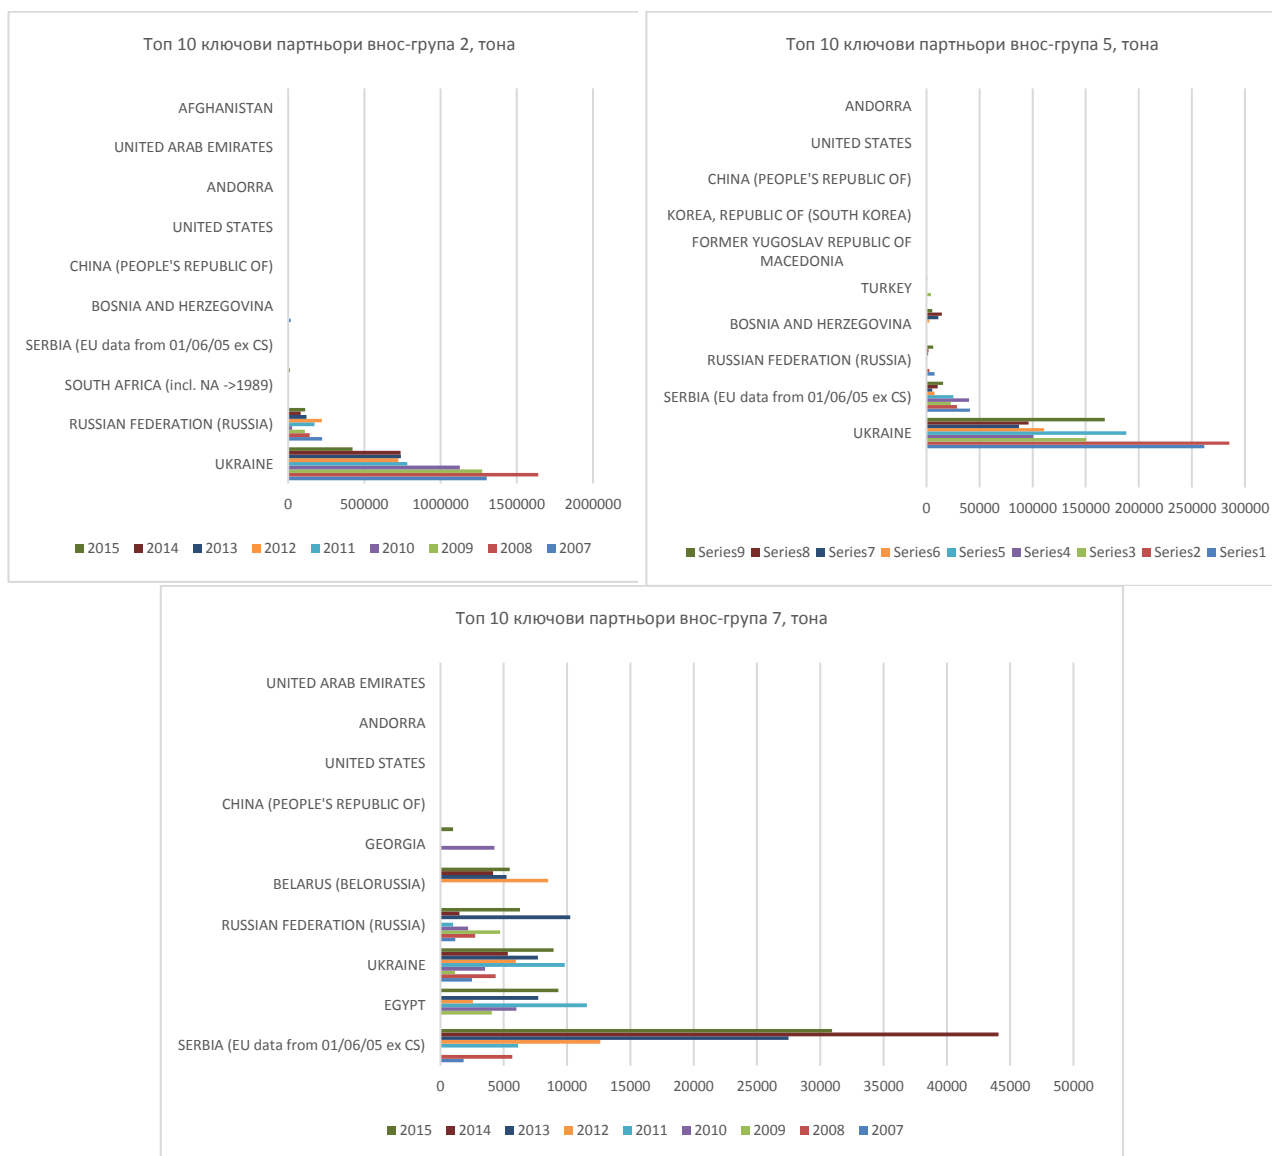 Топ 10 ключови партньори внос-група 2, тона
AFGHANISTAN
UNITED ARAB EMIRATES
ANDORRA
UNITED STATES
CHINA (PEOPLE'S REPUBLIC OF)
BOSNIA AND HERZEGOVINA
SERBIA (EU data from 01/06/05 ex CS)
SOUTH AFRICA (incl. NA ->1989)
RUSSIAN FEDERATION (RUSSIA)
UKRAINE
0 500000 1000000 1500000 2000000
2015 2014 2013 2012 2011 2010 2009 2008 2007
Топ 10 ключови партньори внос-група 5, тона
ANDORRA
UNITED STATES
CHINA (PEOPLE'S REPUBLIC OF)
KOREA, REPUBLIC OF (SOUTH KOREA)
FORMER YUGOSLAV REPUBLIC OF
MACEDONIA
TURKEY
BOSNIA AND HERZEGOVINA
RUSSIAN FEDERATION (RUSSIA)
SERBIA (EU data from 01/06/05 ex CS)
UKRAINE
0 50000 100000 150000 200000 250000 300000
Series9 Series8 Series7 Series6 Series5 Series4 Series3 Series2 Series1
Топ 10 ключови партньори внос-група 7, тона
UNITED ARAB EMIRATES
ANDORRA
UNITED STATES
CHINA (PEOPLE'S REPUBLIC OF)
GEORGIA
BELARUS (BELORUSSIA)
RUSSIAN FEDERATION (RUSSIA)
UKRAINE
EGYPT
SERBIA (EU data from 01/06/05 ex CS)
0 5000 10000 15000 20000 25000 30000 35000 40000 45000 50000
2015 2014 2013 2012 2011 2010 2009 2008 2007